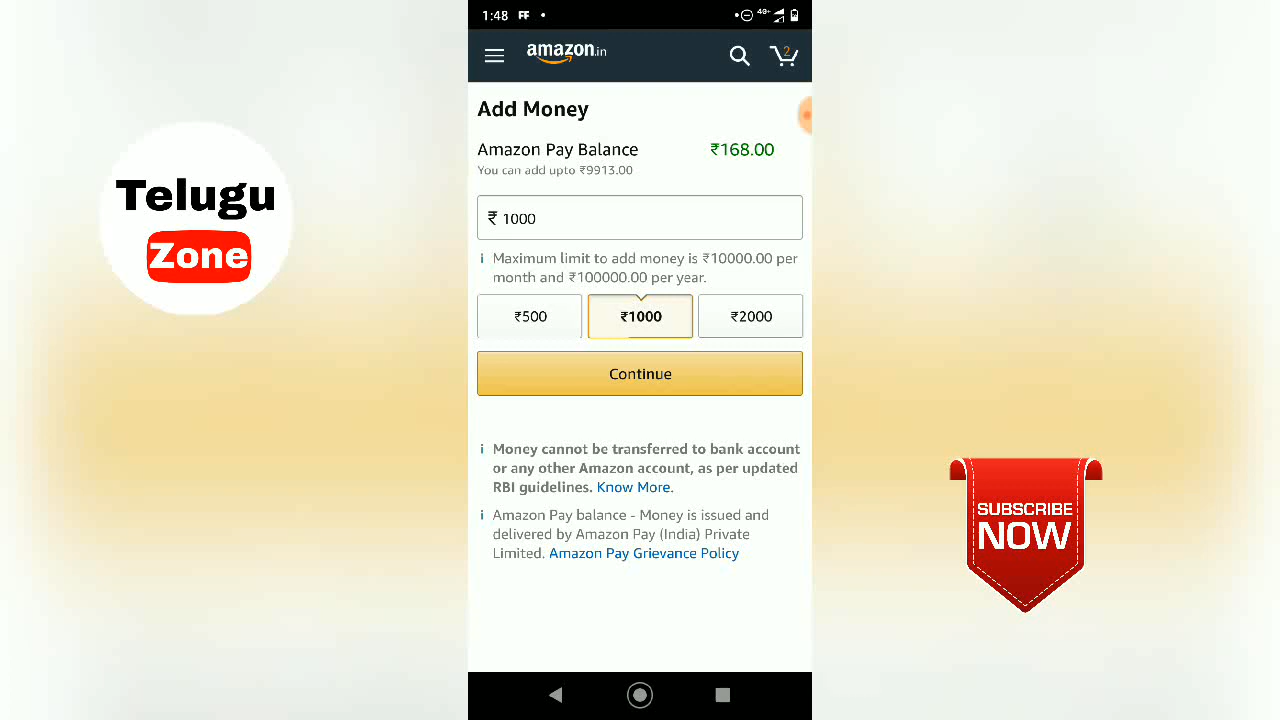 1:48 FF
4G+
amazon.in
2
Add Money
Amazon Pay Balance ₹168.00
You can add upto ₹9913.00
₹ 1000
i Maximum limit to add money is ₹10000.00 per
month and ₹100000.00 per year.
₹500 ₹1000 ₹2000
Continue
i Money cannot be transferred to bank account
or any other Amazon account, as per updated
RBI guidelines. Know More.
i Amazon Pay balance - Money is issued and
delivered by Amazon Pay (India) Private
Limited. Amazon Pay Grievance Policy
Telugu
Zone
SUBSCRIBE
NOW